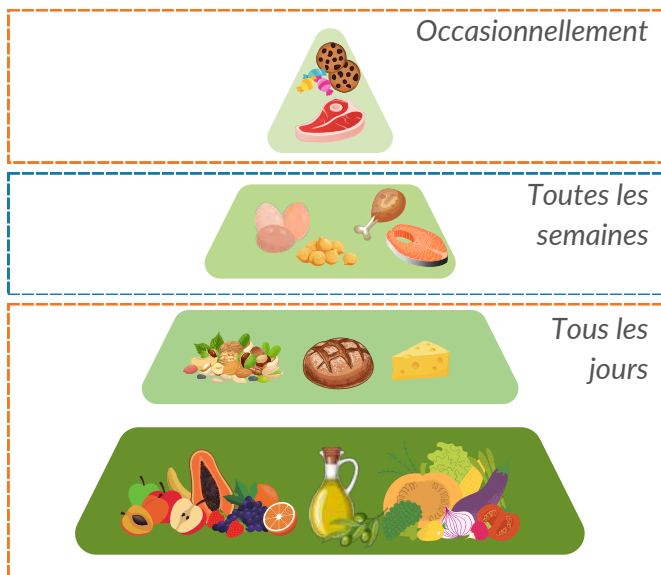 Occasionnellement
Toutes les
semaines
Tous les
jours